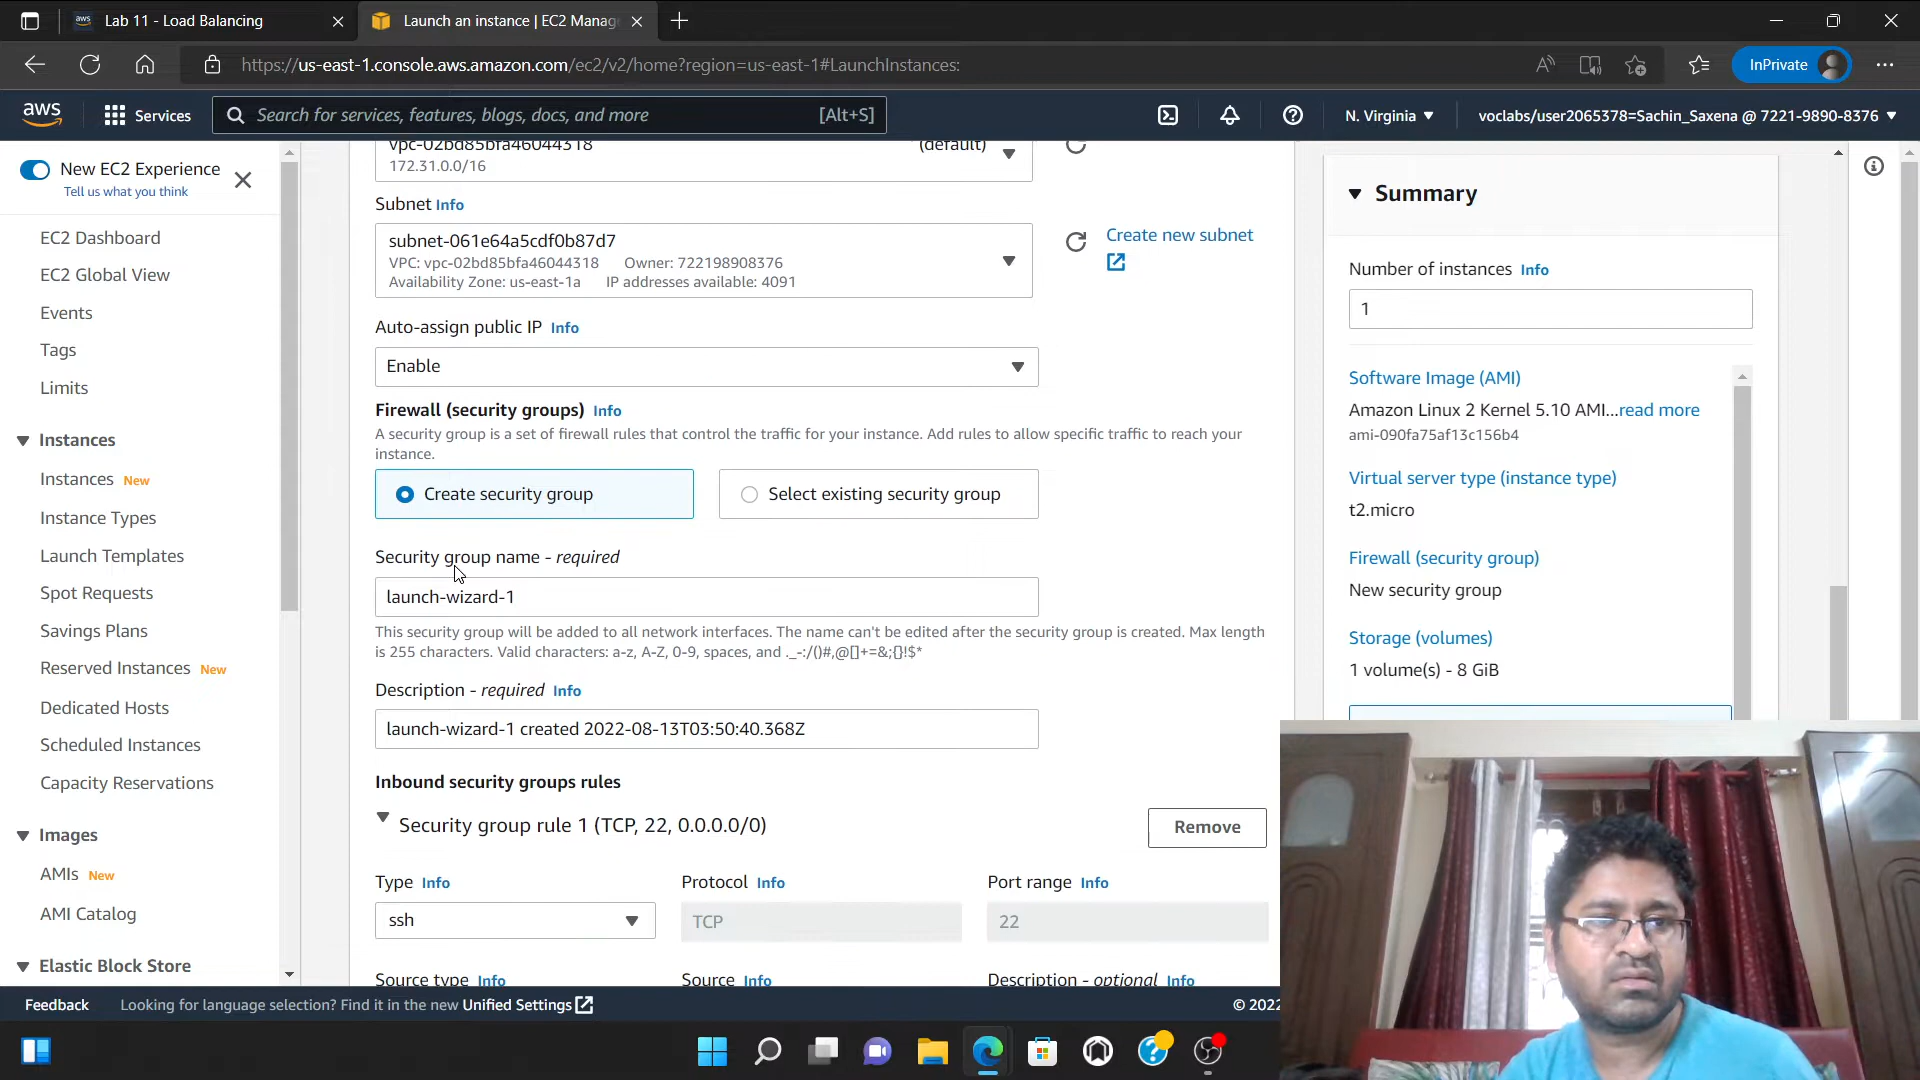 Lab 11 - Load Balancing
Launch an instance | EC2 Manag
https://us-east-1.console.aws.amazon.com/ec2/v2/home?region=us-east-1#LaunchInstances:
InPrivate
aws
Services
Search for services, features, blogs, docs, and more
[Alt+S]
N. Virginia
voclabs/user2065378=Sachin_Saxena @ 7221-9890-8376
New EC2 Experience
Tell us what you think
EC2 Dashboard
EC2 Global View
Events
Tags
Limits
Instances
Instances New
Instance Types
Launch Templates
Spot Requests
Savings Plans
Reserved Instances New
Dedicated Hosts
Scheduled Instances
Capacity Reservations
Images
AMIs New
AMI Catalog
Elastic Block Store
vpc-02bd85bfa46044318 (default)
172.31.0.0/16
Subnet Info
subnet-061e64a5cdf0b87d7
VPC: vpc-02bd85bfa46044318 Owner: 722198908376
Availability Zone: us-east-1a IP addresses available: 4091
Create new subnet
Auto-assign public IP Info
Enable
Firewall (security groups) Info
A security group is a set of firewall rules that control the traffic for your instance. Add rules to allow specific traffic to reach your
instance.
Create security group
Select existing security group
Security group name - required
launch-wizard-1
This security group will be added to all network interfaces. The name can't be edited after the security group is created. Max length
is 255 characters. Valid characters: a-z, A-Z, 0-9, spaces, and ._-:/()#,@[]+=&;{}!$*
Description - required Info
launch-wizard-1 created 2022-08-13T03:50:40.368Z
Inbound security groups rules
Security group rule 1 (TCP, 22, 0.0.0.0/0)
Remove
Type Info
Protocol Info
Port range Info
ssh
TCP
22
Source type Info
Source Info
Description - optional Info
Summary
Number of instances Info
1
Software Image (AMI)
Amazon Linux 2 Kernel 5.10 AMI...read more
ami-090fa75af13c156b4
Virtual server type (instance type)
t2.micro
Firewall (security group)
New security group
Storage (volumes)
1 volume(s) - 8 GiB
Feedback
Looking for language selection? Find it in the new Unified Settings
© 2022